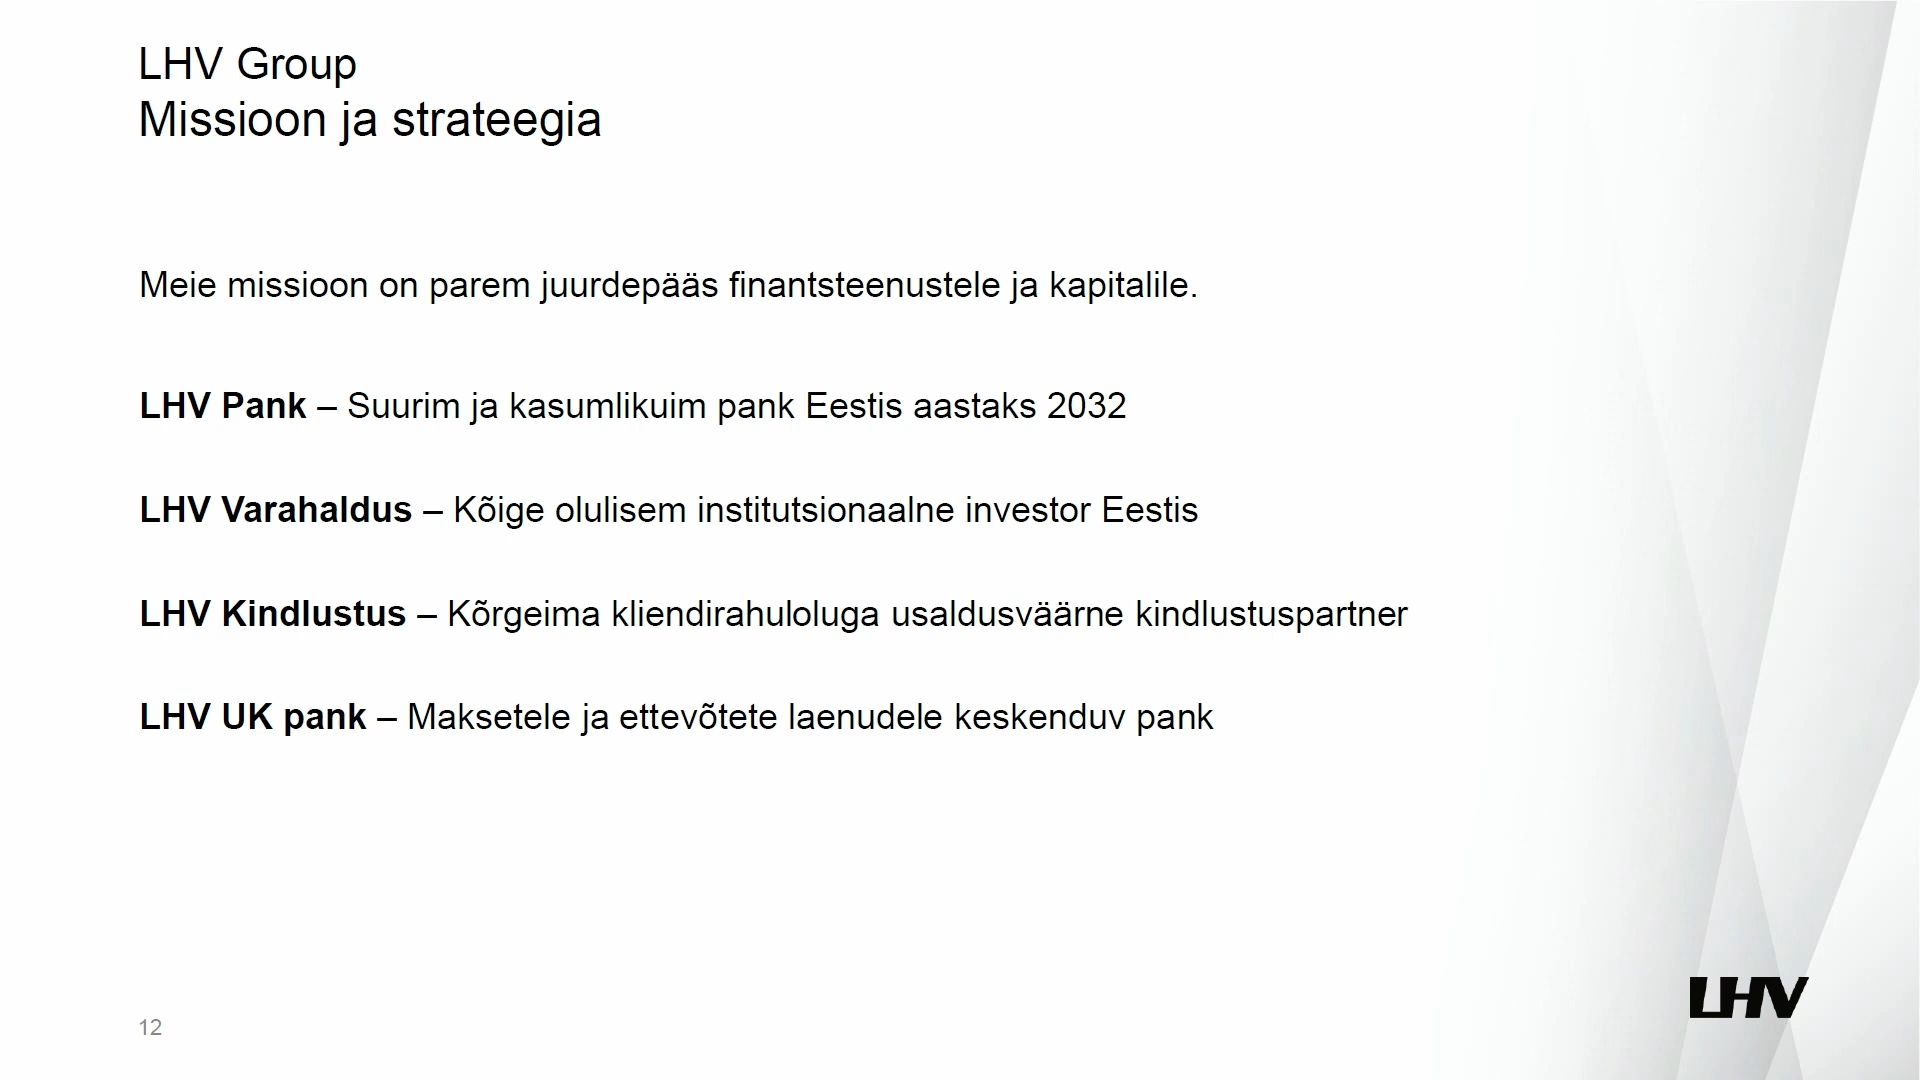 LHV Group
Missioon ja strateegia
Meie missioon on parem juurdepääs finantsteenustele ja kapitalile.
LHV Pank – Suurim ja kasumlikuim pank Eestis aastaks 2032
LHV Varahaldus – Kõige olulisem institutsionaalne investor Eestis
LHV Kindlustus – Kõrgeima kliendirahuloluga usaldusväärne kindlustuspartner
LHV UK pank – Maksetele ja ettevõtete laenudele keskenduv pank
LHV
12